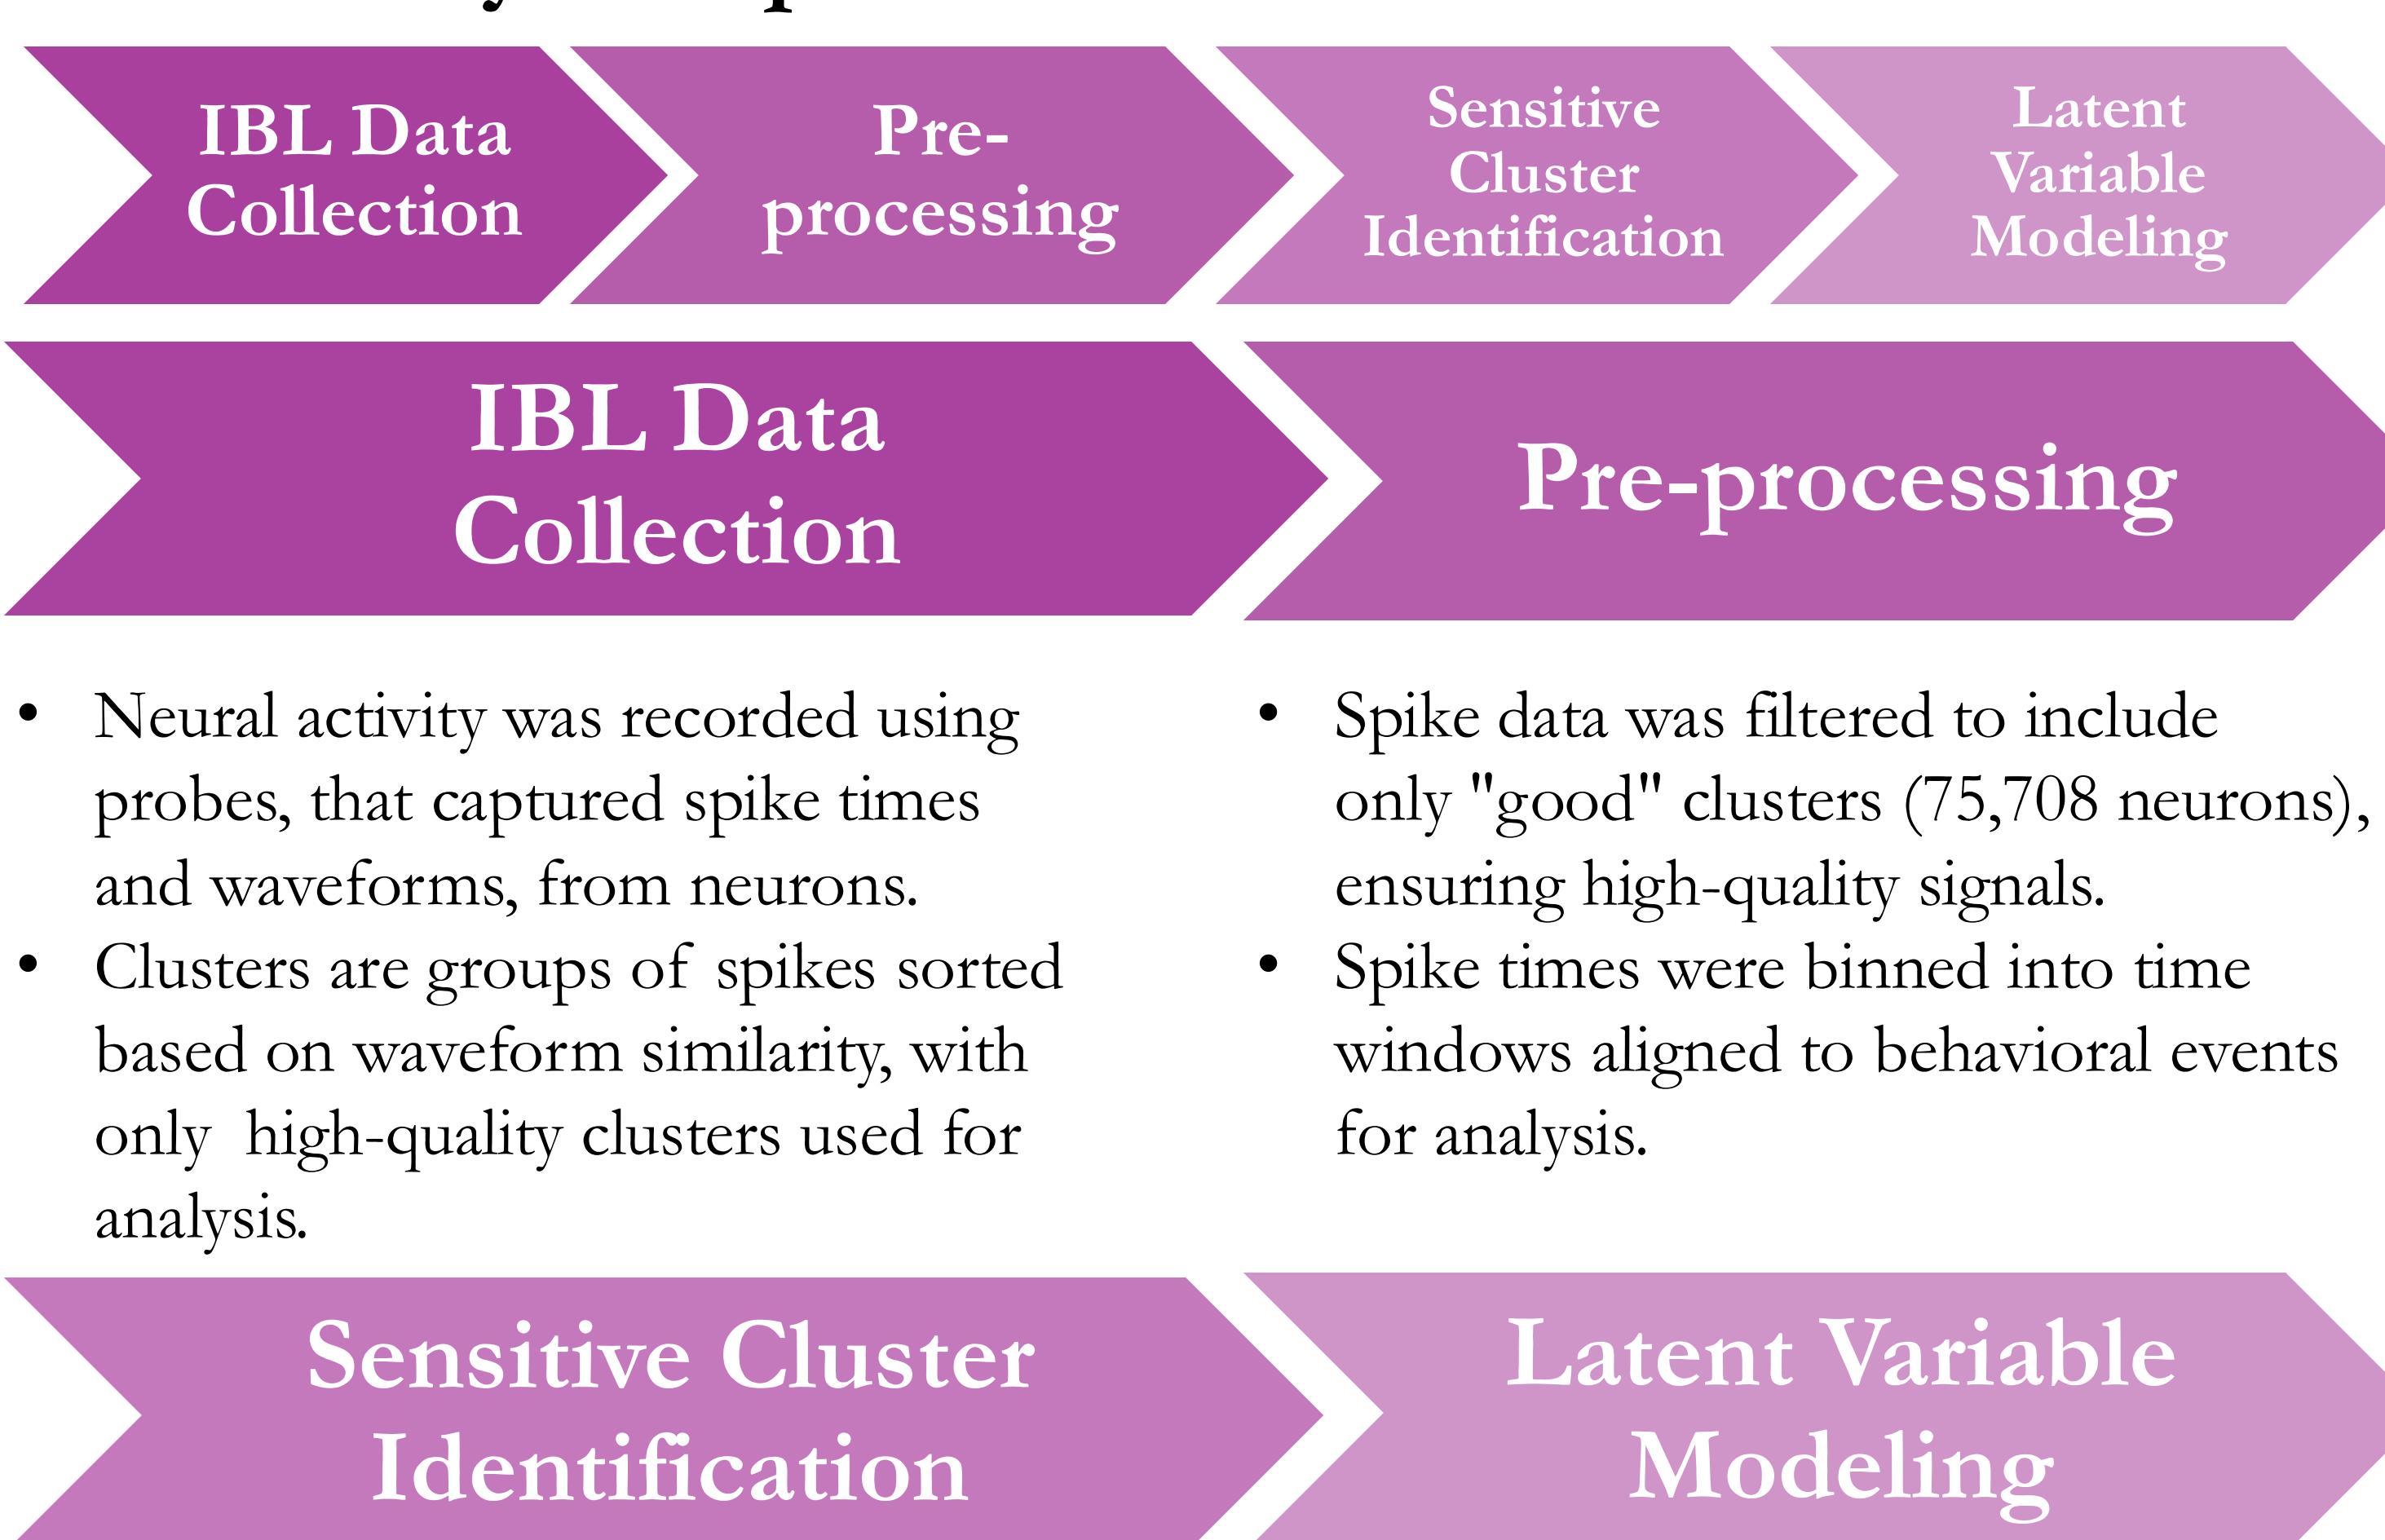 IBL Data
Collection
Pre-
processing
Sensitive
Cluster
Identification
Latent
Variable
Modeling
IBL Data
Collection
Pre-processing
• Neural activity was recorded using
probes, that captured spike times
and waveforms, from neurons.
• Clusters are groups of spikes sorted
based on waveform similarity, with
only high-quality clusters used for
analysis.
• Spike data was filtered to include
only "good" clusters (75,708 neurons),
ensuring high-quality signals.
• Spike times were binned into time
windows aligned to behavioral events
for analysis.
Sensitive Cluster
Identification
Latent Variable
Modeling